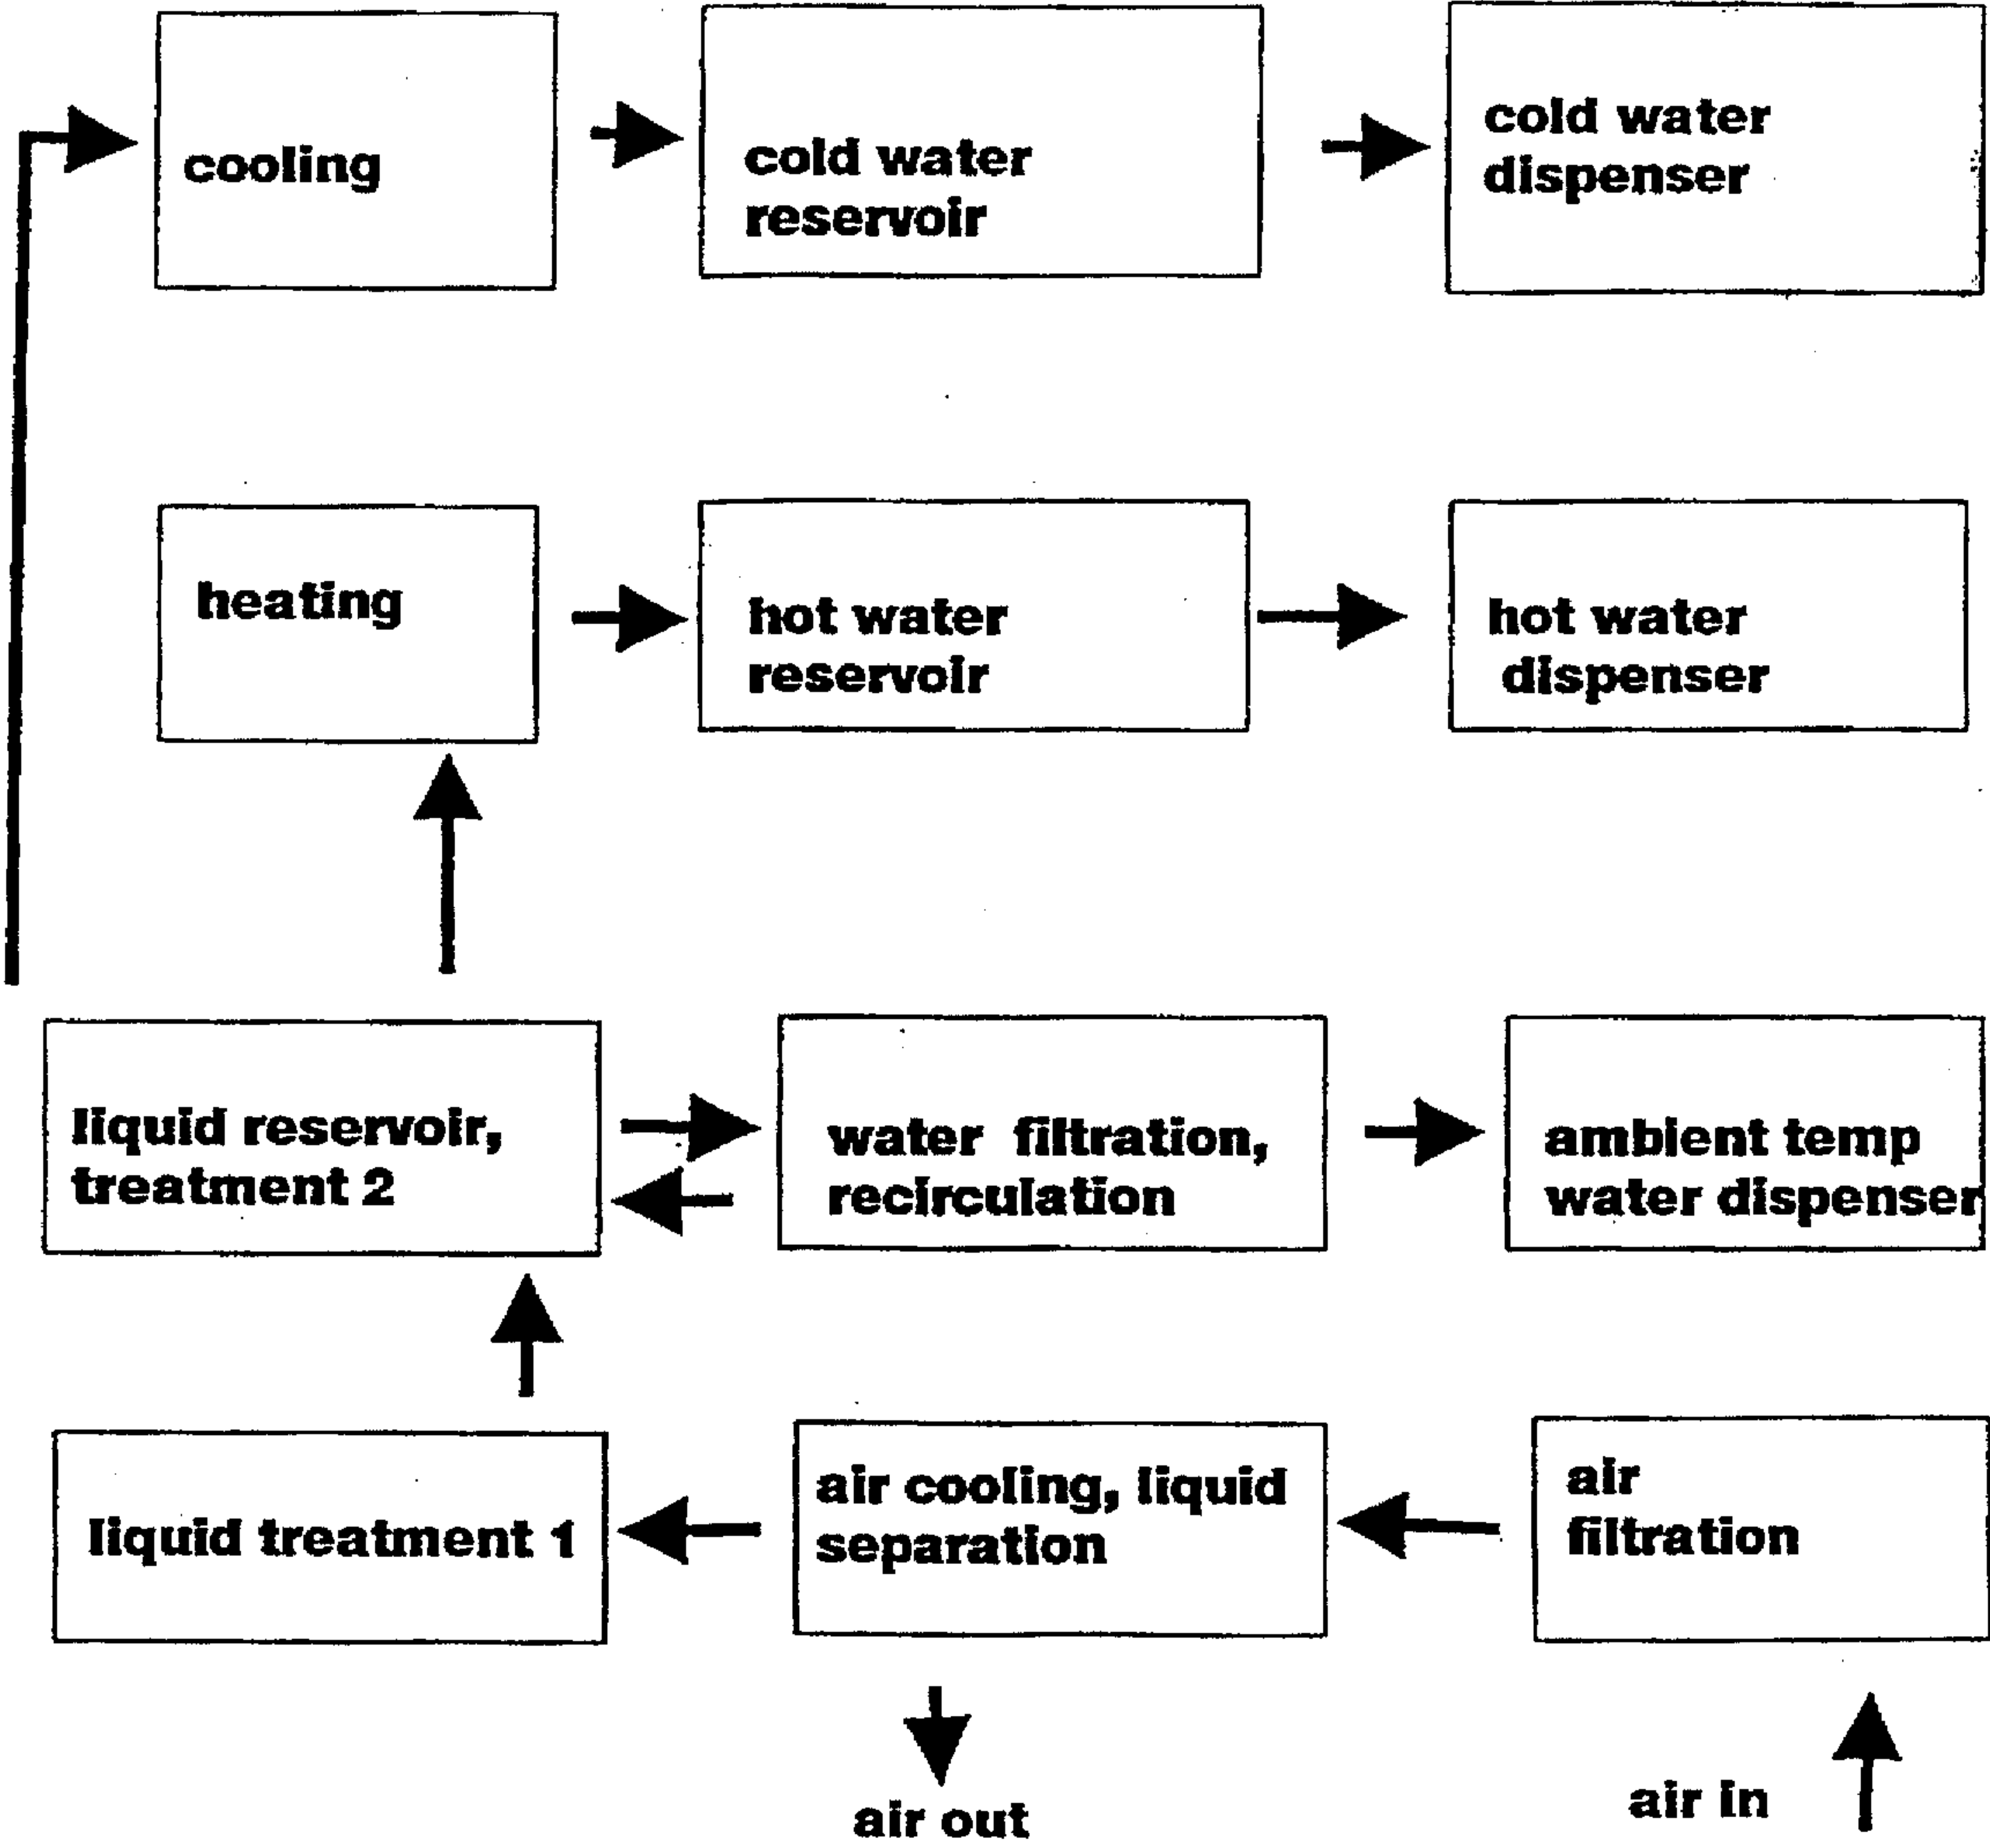 cooling
cold water
reservoir
cold water
dispenser
heating
hot water
reservoir
hot water
dispenser
liquid reservoir,
treatment 2
water filtration,
recirculation
ambient temp
water dispenser
liquid treatment 1
air cooling, liquid
separation
air
filtration
air out
air in